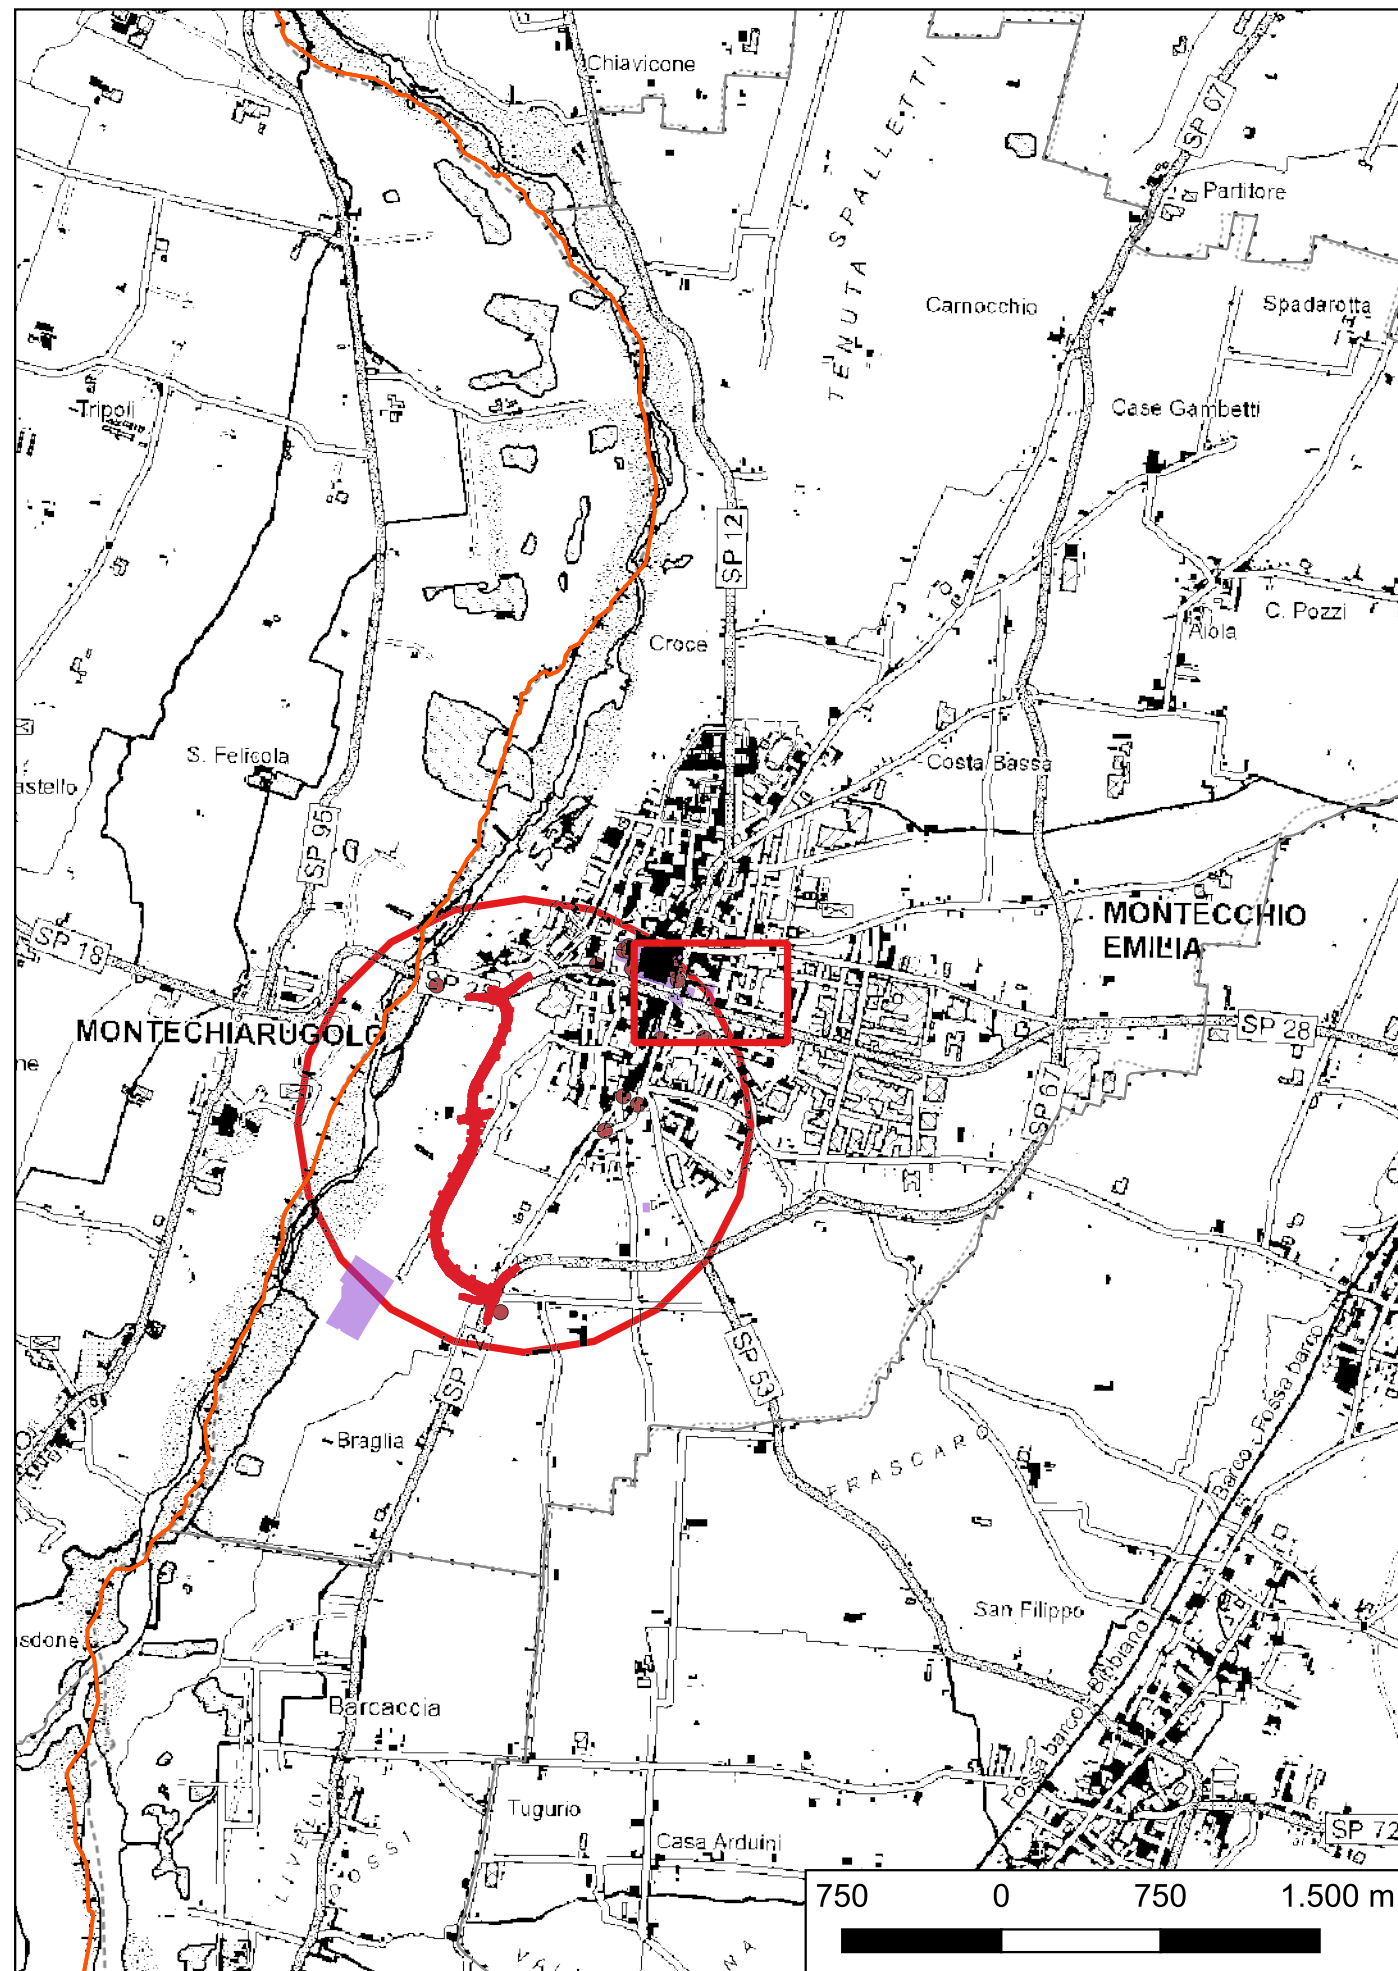 Chiavicone
SP 67
TENUTA SPALLETTI
Partitore
Carnocchio
Spadarotta
Tripoli
Case Gambetti
SP 12
C. Pozzi
Aiola
Croce
S. Felicola
Costa Bassa
astello
SP 95
MONTECCHIO
EMILIA
SP 18
MONTECHIARUGOLO
SP 28
ne
SP 67
SP 12
SP 53
Braglia
FRASCARO
Barco - Fossa barco
San Filippo
sdone
Fossa barco - Bibbiano
Barcaccia
Tugurio
Casa Arduini
SP 72
750 0 750 1.500 m